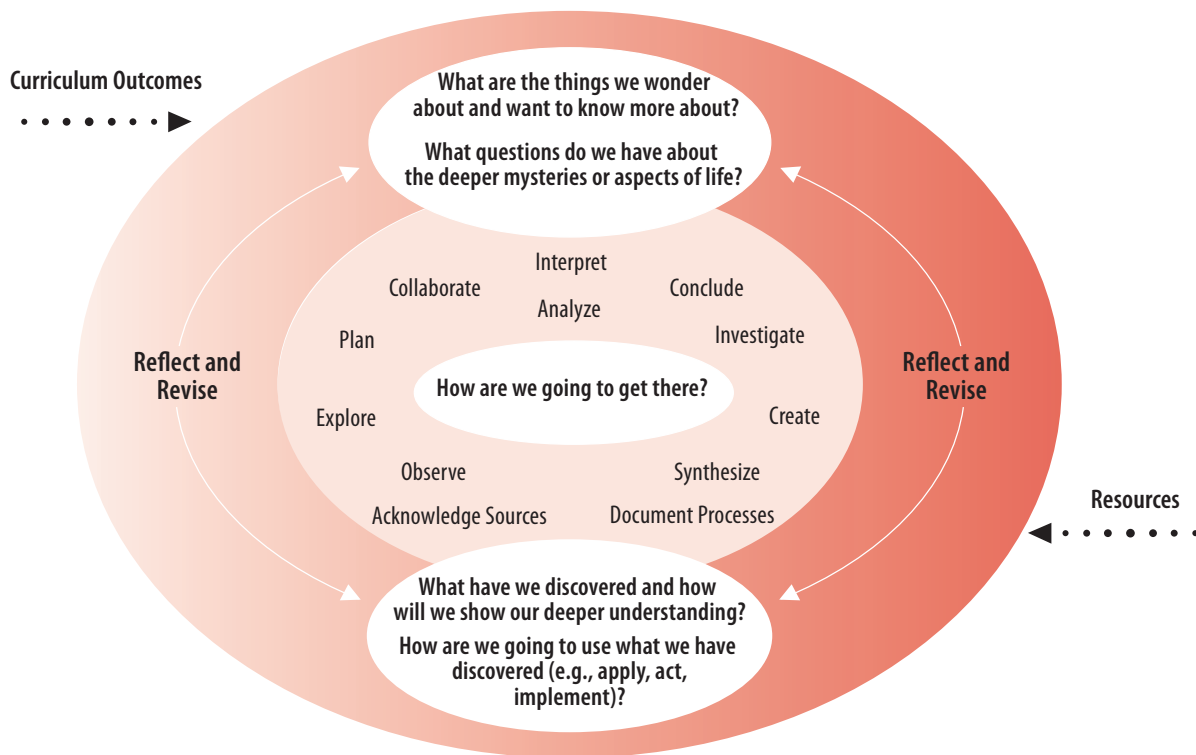 Curriculum Outcomes
What are the things we wonder
about and want to know more about?
What questions do we have about
the deeper mysteries or aspects of life?
Interpret
Collaborate
Conclude
Analyze
Plan
Investigate
Reflect and
Revise
How are we going to get there?
Reflect and
Revise
Explore
Create
Observe
Synthesize
Acknowledge Sources
Document Processes
Resources
What have we discovered and how
will we show our deeper understanding?
How are we going to use what we have
discovered (e.g., apply, act,
implement)?